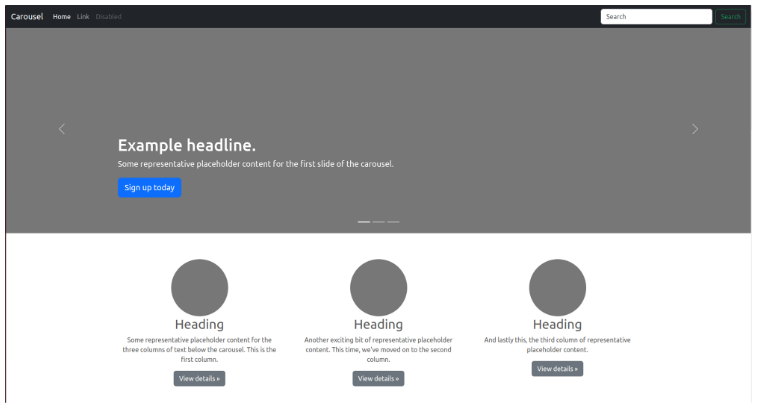 Carousel Home Link Disabled Search Search
Example headline.
Some representative placeholder content for the first slide of the carousel.
Sign up today
Heading
Some representative placeholder content for the
three columns of text below the carousel. This is the
first column.
View details »
Heading
Another exciting bit of representative placeholder
content. This time, we've moved on to the second
column.
View details »
Heading
And lastly this, the third column of representative
placeholder content.
View details »